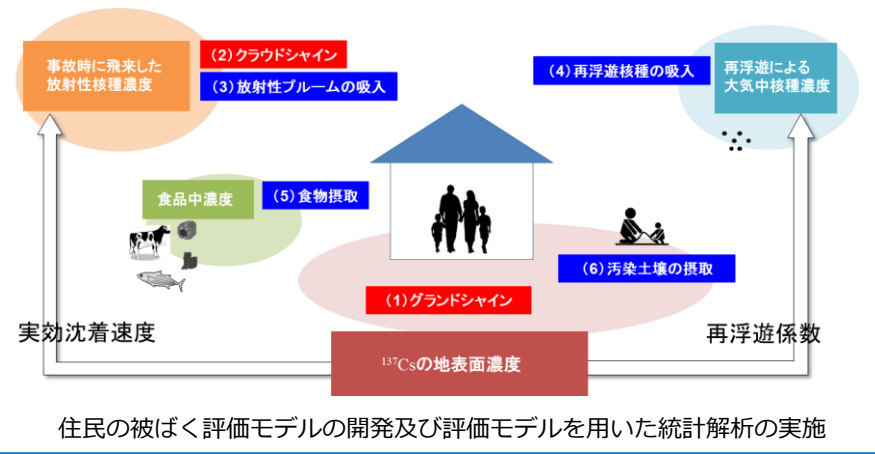 事故時に飛来した
放射性核種濃度
(2)クラウドシャイン
(3)放射性プルームの吸入
(4)再浮遊核種の吸入
再浮遊による
大気中核種濃度
食品中濃度
(5)食物摂取
(6)汚染土壌の摂取
(1)グランドシャイン
実効沈着速度
再浮遊係数
¹³⁷Csの地表面濃度
住民の被ばく評価モデルの開発及び評価モデルを用いた統計解析の実施